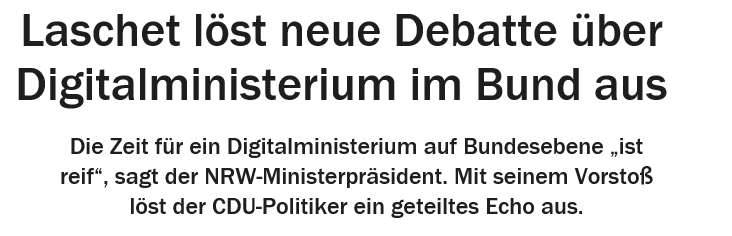 Laschet löst neue Debatte über
Digitalministerium im Bund aus
Die Zeit für ein Digitalministerium auf Bundesebene „ist
reif“, sagt der NRW-Ministerpräsident. Mit seinem Vorstoß
löst der CDU-Politiker ein geteiltes Echo aus.